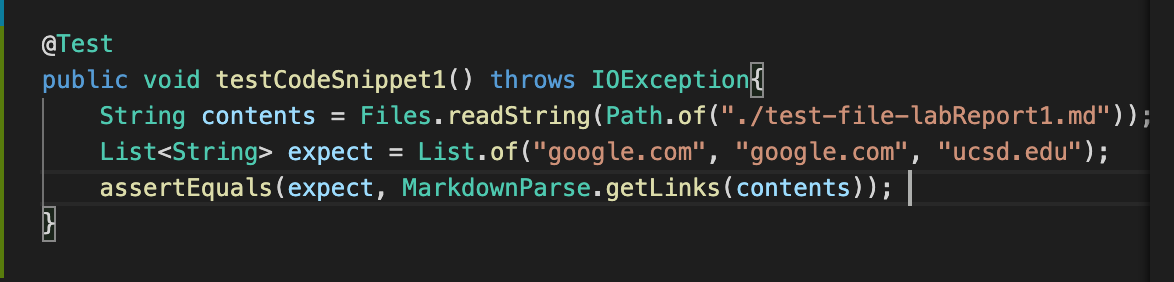 @Test
public void testCodeSnippet1() throws IOException{
String contents = Files.readString(Path.of("./test-file-labReport1.md"));
List<String> expect = List.of("google.com", "google.com", "ucsd.edu");
assertEquals(expect, MarkdownParse.getLinks(contents));
}